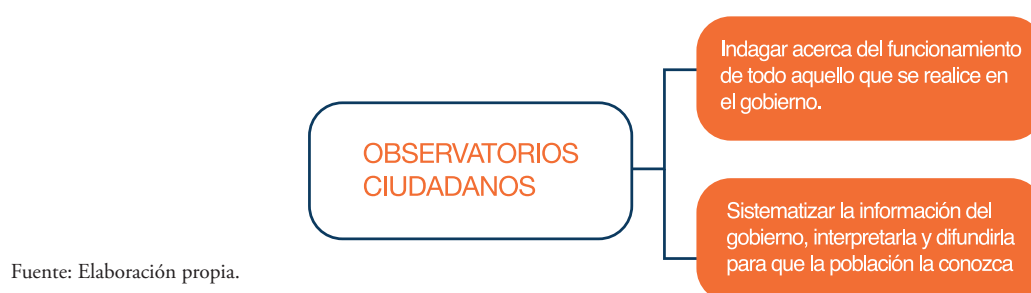 Indagar acerca del funcionamiento
de todo aquello que se realice en
el gobierno.
OBSERVATORIOS
CIUDADANOS
Sistematizar la información del
gobierno, interpretarla y difundirla
para que la población la conozca
Fuente: Elaboración propia.